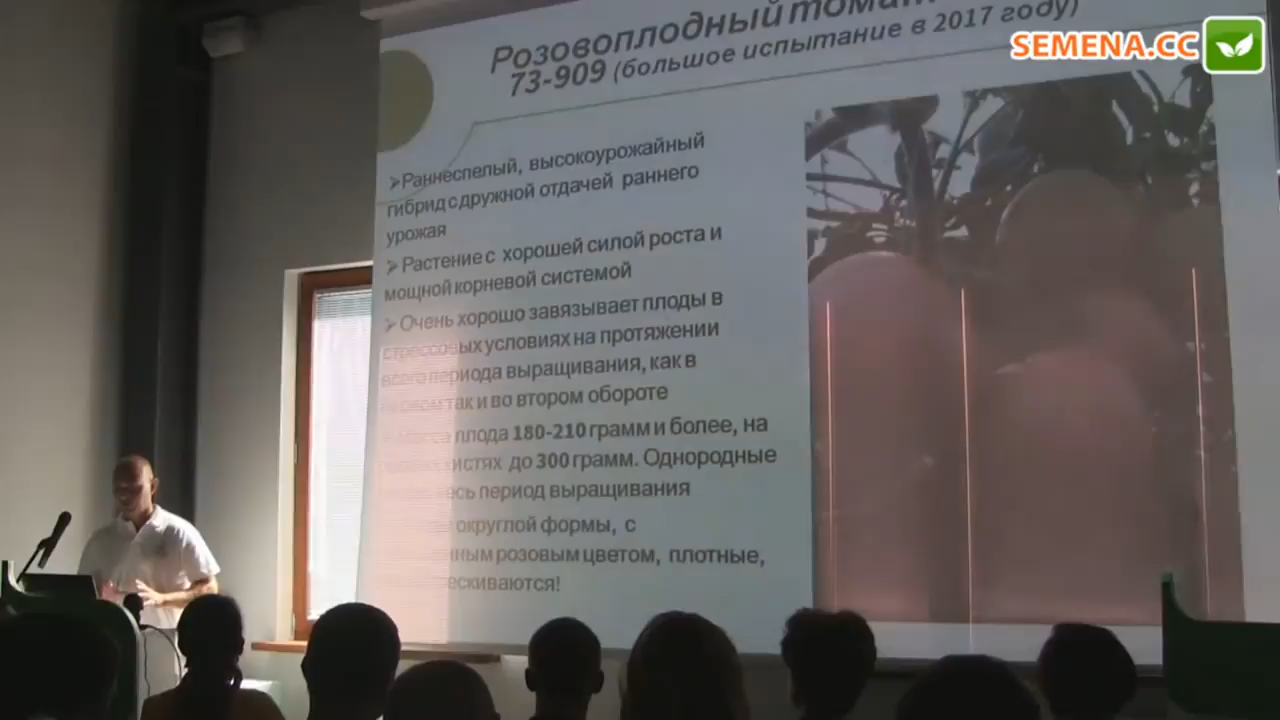 SEMENA.CC
Розовоплодный томат
73-909 (большое испытание в 2017 году)
➢Раннеспелый, высокоурожайный
гибрид с дружной отдачей раннего
урожая
➢ Растение с хорошей силой роста и
мощной корневой системой
➢ Очень хорошо завязывает плоды в
стрессовых условиях на протяжении
всего периода выращивания, как в
первом так и во втором обороте
Масса плода 180-210 грамм и более, на
кистях до 300 грамм. Однородные
весь период выращивания
округлой формы, с
розовым цветом, плотные,